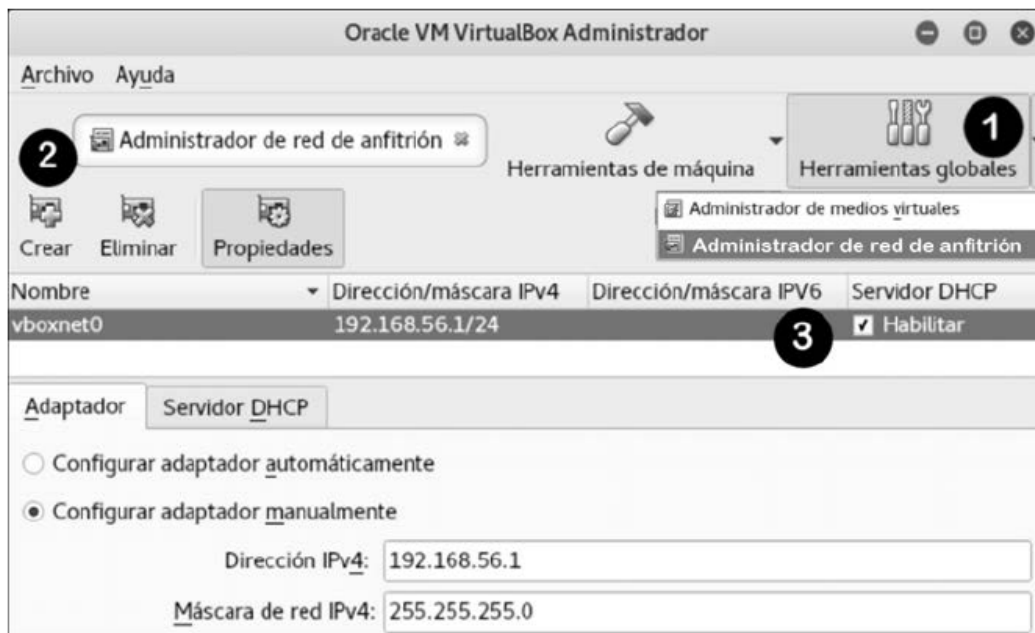 Oracle VM VirtualBox Administrador
Archivo Ayuda
1
2
Administrador de red de anfitrión
Herramientas de máquina
Herramientas globales
Crear Eliminar Propiedades
Administrador de medios virtuales
Administrador de red de anfitrión
Nombre Dirección/máscara IPv4 Dirección/máscara IPV6 Servidor DHCP
vboxnet0 192.168.56.1/24 3 Habilitar
Adaptador Servidor DHCP
Configurar adaptador automáticamente
Configurar adaptador manualmente
Dirección IPv4: 192.168.56.1
Máscara de red IPv4: 255.255.255.0